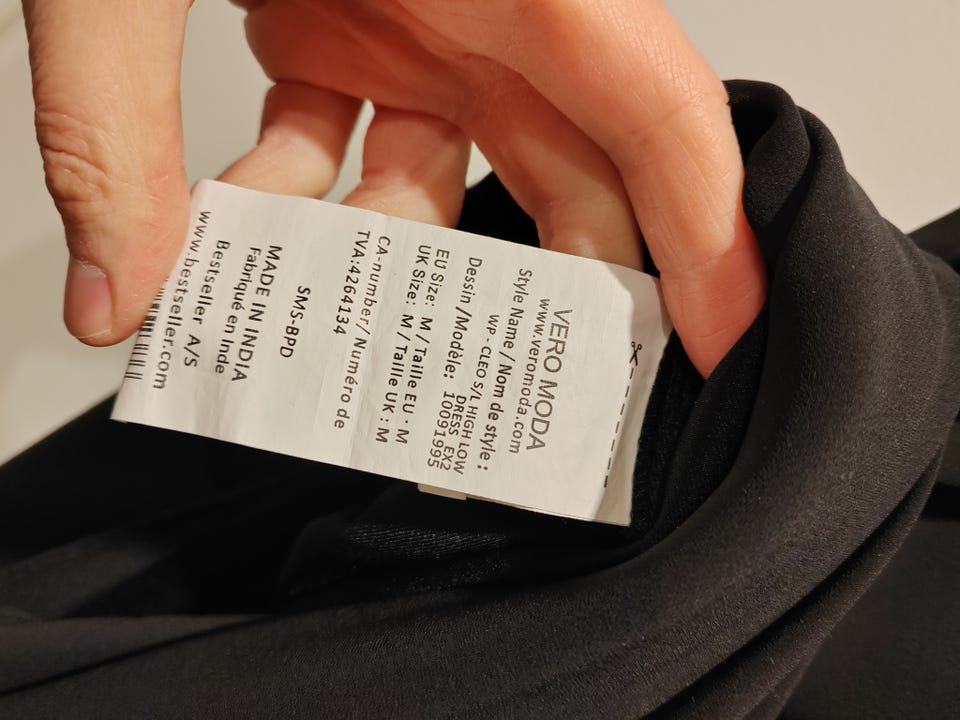 VERO MODA
www.veromoda.com
Style Name / Nom de style :
WP - CLEO S/L HIGH LOW
DRESS EX2
Dessin /Modèle: 10091995
EU Size: M / Taille EU : M
UK Size: M / Taille UK : M
CA-number/ Numéro de
TVA:4264134
SMS-BPD
MADE IN INDIA
Fabriqué en Inde
Bestseller A/S
www.bestseller.com